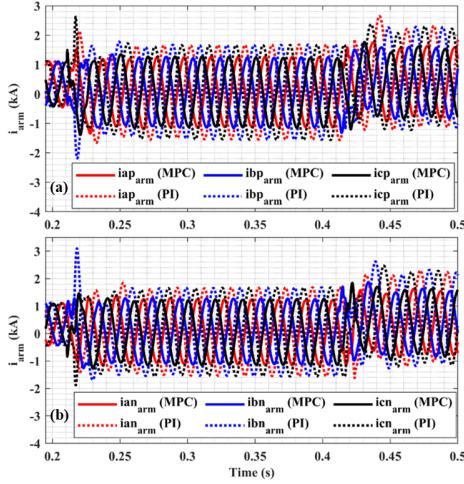 3
2
1
0
-1
-2
-3
-4
i_arm (kA)
(a)
iap_arm (MPC) ibp_arm (MPC) icp_arm (MPC)
iap_arm (PI) ibp_arm (PI) icp_arm (PI)
0.2 0.25 0.3 0.35 0.4 0.45 0.5
3
2
1
0
-1
-2
-3
-4
i_arm (kA)
(b)
ian_arm (MPC) ibn_arm (MPC) icn_arm (MPC)
ian_arm (PI) ibn_arm (PI) icn_arm (PI)
0.2 0.25 0.3 0.35 0.4 0.45 0.5
Time (s)